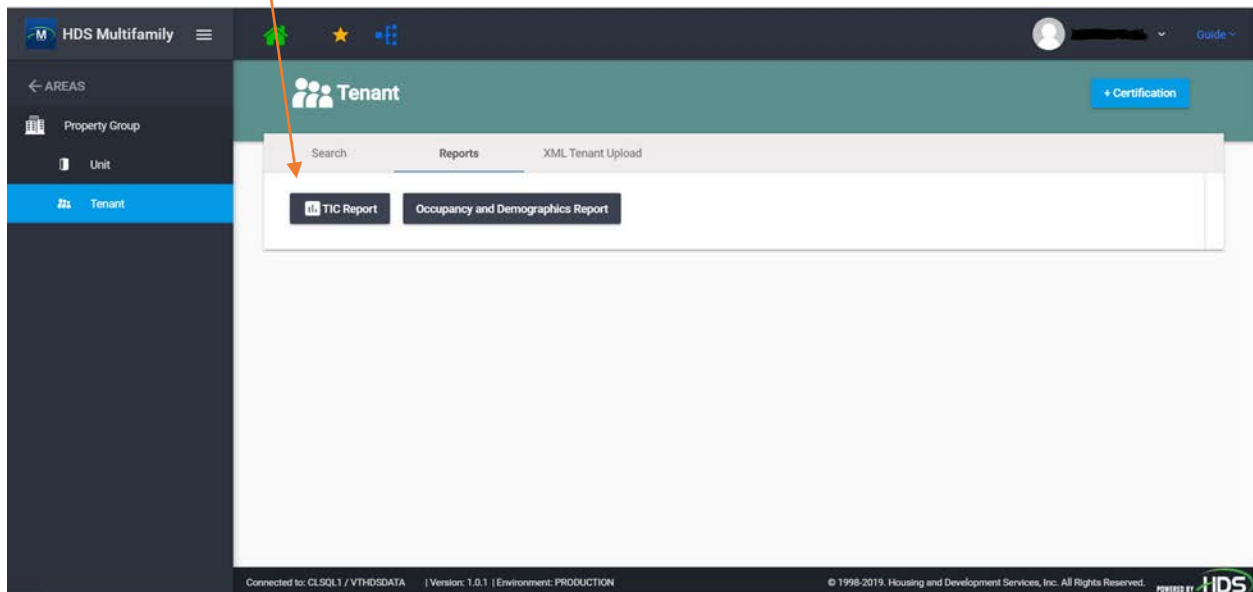 M HDS Multifamily
Guide
AREAS
Tenant
+ Certification
Property Group
Search Reports XML Tenant Upload
Unit
Tenant
TIC Report Occupancy and Demographics Report
Connected to: CLSQL1 / VTHDSDATA | Version: 1.0.1 | Environment: PRODUCTION © 1998-2019. Housing and Development Services, Inc. All Rights Reserved. POWERED BY HDS